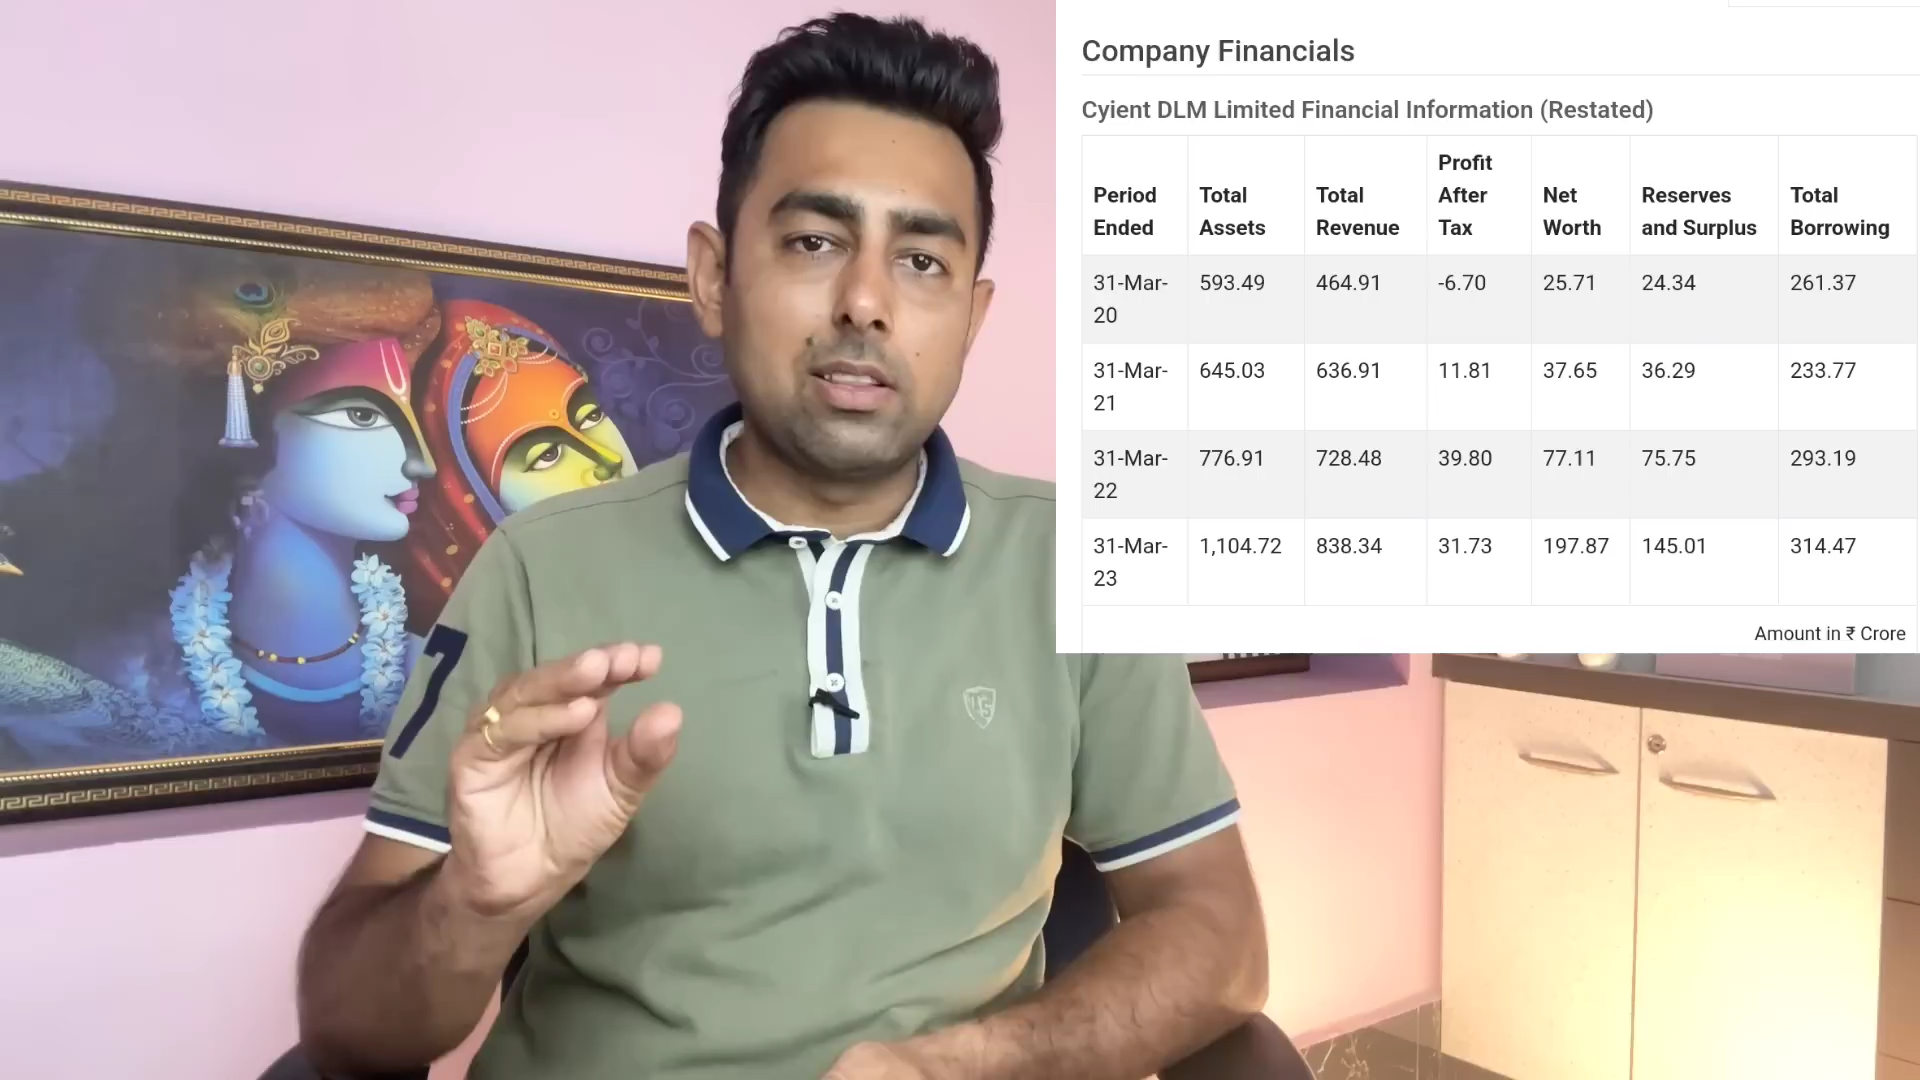 Company Financials
Cyient DLM Limited Financial Information (Restated)
Period Ended Total Assets Total Revenue Profit After Tax Net Worth Reserves and Surplus Total Borrowing
31-Mar-20 593.49 464.91 -6.70 25.71 24.34 261.37
31-Mar-21 645.03 636.91 11.81 37.65 36.29 233.77
31-Mar-22 776.91 728.48 39.80 77.11 75.75 293.19
31-Mar-23 1,104.72 838.34 31.73 197.87 145.01 314.47
Amount in ₹ Crore
7